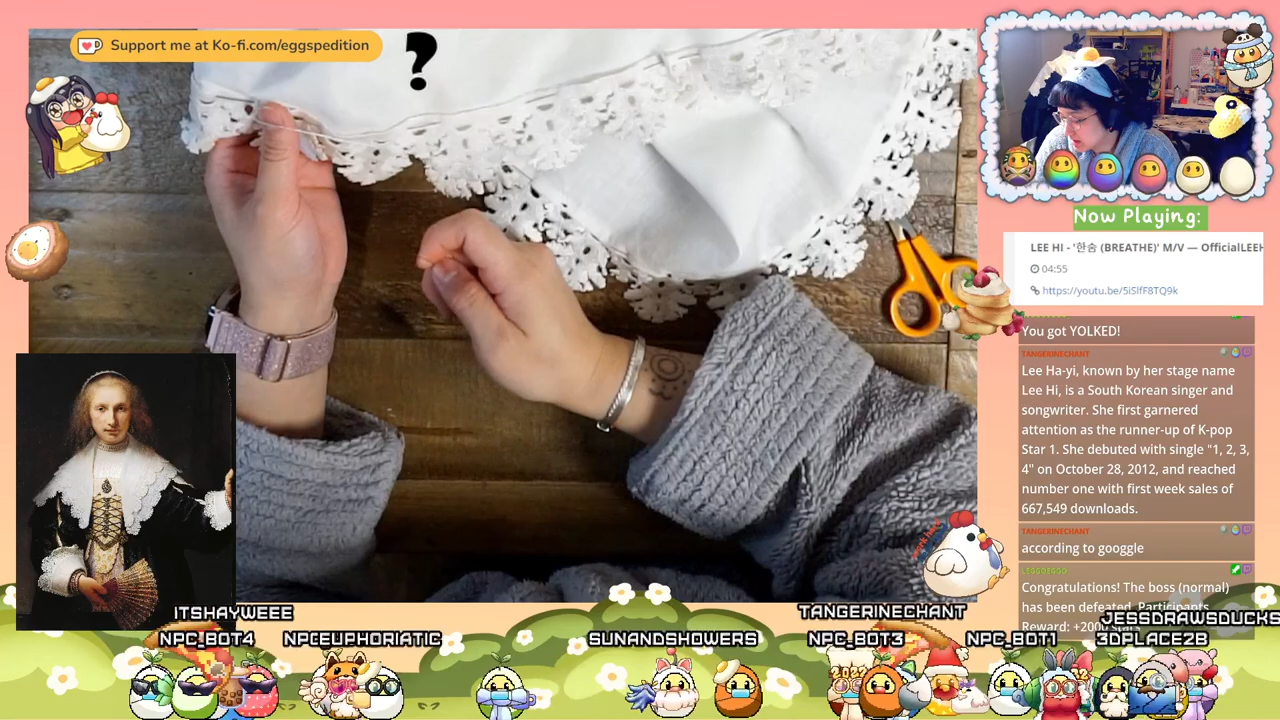 Support me at Ko-fi.com/eggspedition
?
Now Playing:
LEE HI - '한숨 (BREATHE)' M/V — OfficialLEEH
04:55
https://youtu.be/5iSlfF8TQ9k
You got YOLKED!
TANGERINECHANT
Lee Ha-yi, known by her stage name
Lee Hi, is a South Korean singer and
songwriter. She first garnered
attention as the runner-up of K-pop
Star 1. She debuted with single "1, 2, 3,
4" on October 28, 2012, and reached
number one with first week sales of
667,549 downloads.
TANGERINECHANT
according to googgle
Congratulations! The boss (normal)
has been defeated. Participants
Reward: +200
ITSHAYWEEE
TANGERINECHANT
JESSDRAWSDUCKS
NPC_BOT4
EUPHORIATIC
SUNANDSHOWERS
NPC_BOT3
NPC_BOT1
3DPLACE2B
2022